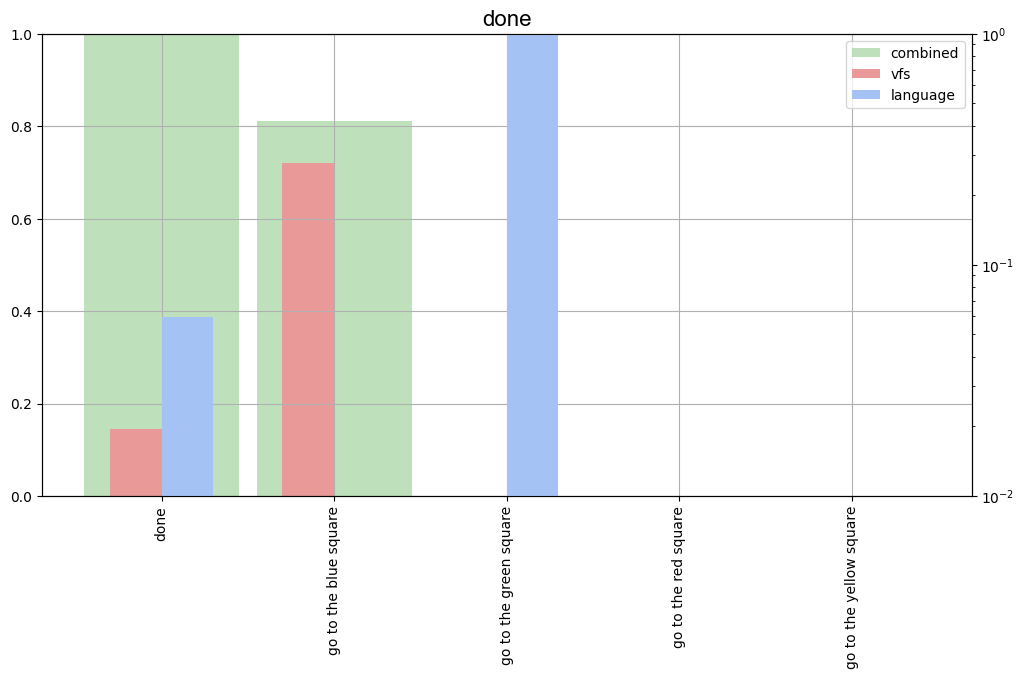 done
1.0
0.8
0.6
0.4
0.2
0.0
10⁰
10⁻¹
10⁻²
combined
vfs
language
done
go to the blue square
go to the green square
go to the red square
go to the yellow square